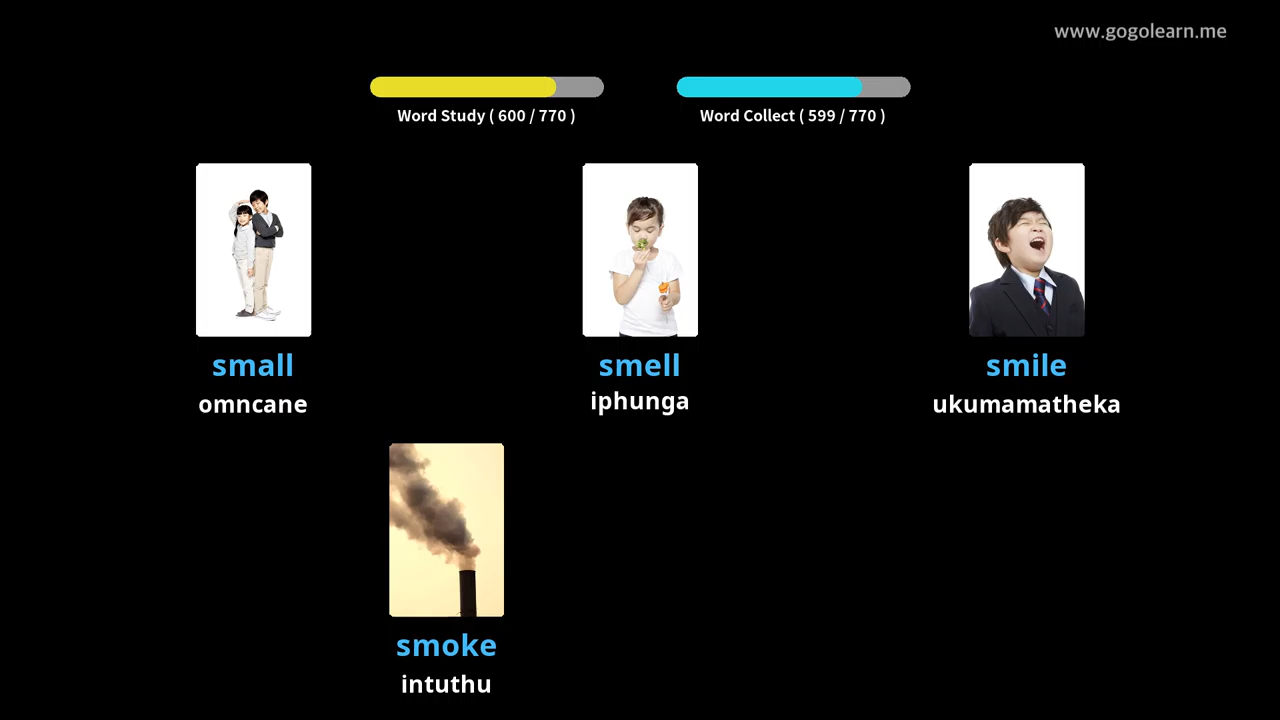 www.gogolearn.me
Word Study ( 600 / 770 )
Word Collect ( 599 / 770 )
small
omncane
smell
iphunga
smile
ukumamatheka
smoke
intuthu